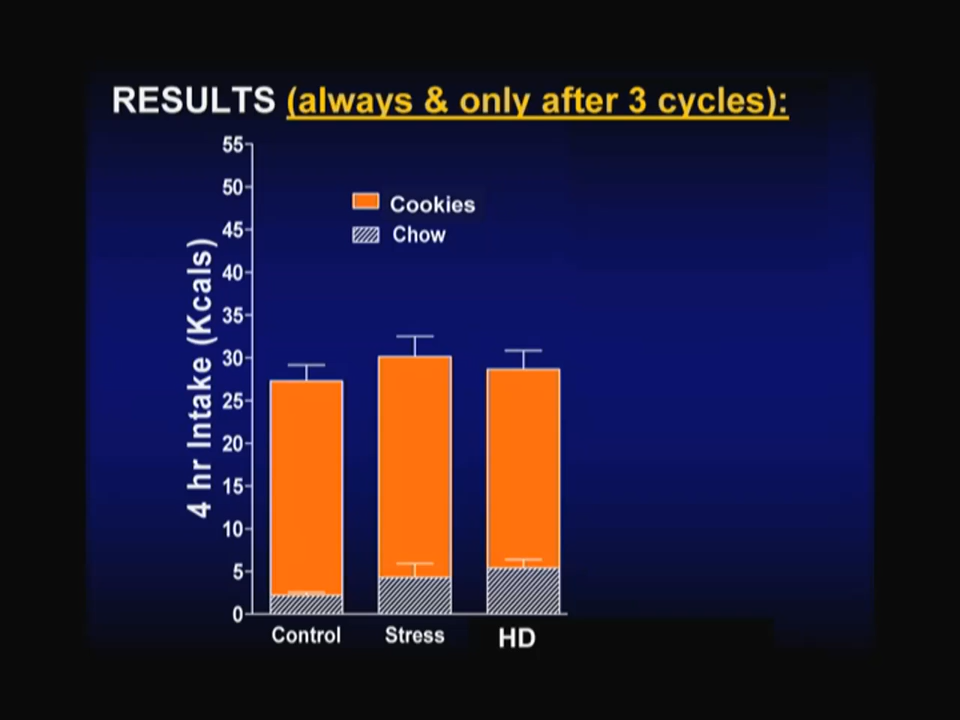 RESULTS (always & only after 3 cycles):
55
50
45
40
35
30
25
20
15
10
5
0
4 hr Intake (Kcals)
Cookies
Chow
Control
Stress
HD